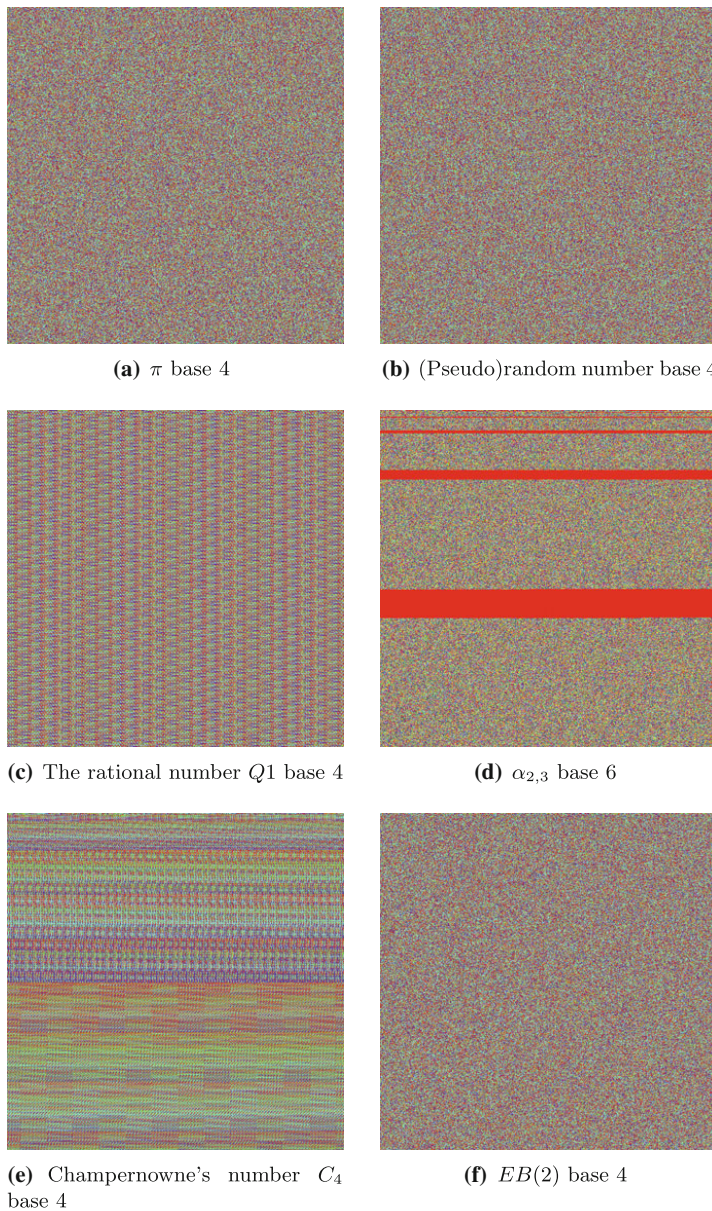 (a) π base 4
(b) (Pseudo)random number base 4
(c) The rational number Q1 base 4
(d) α2,3 base 6
(e) Champernowne's number C4
base 4
(f) EB(2) base 4